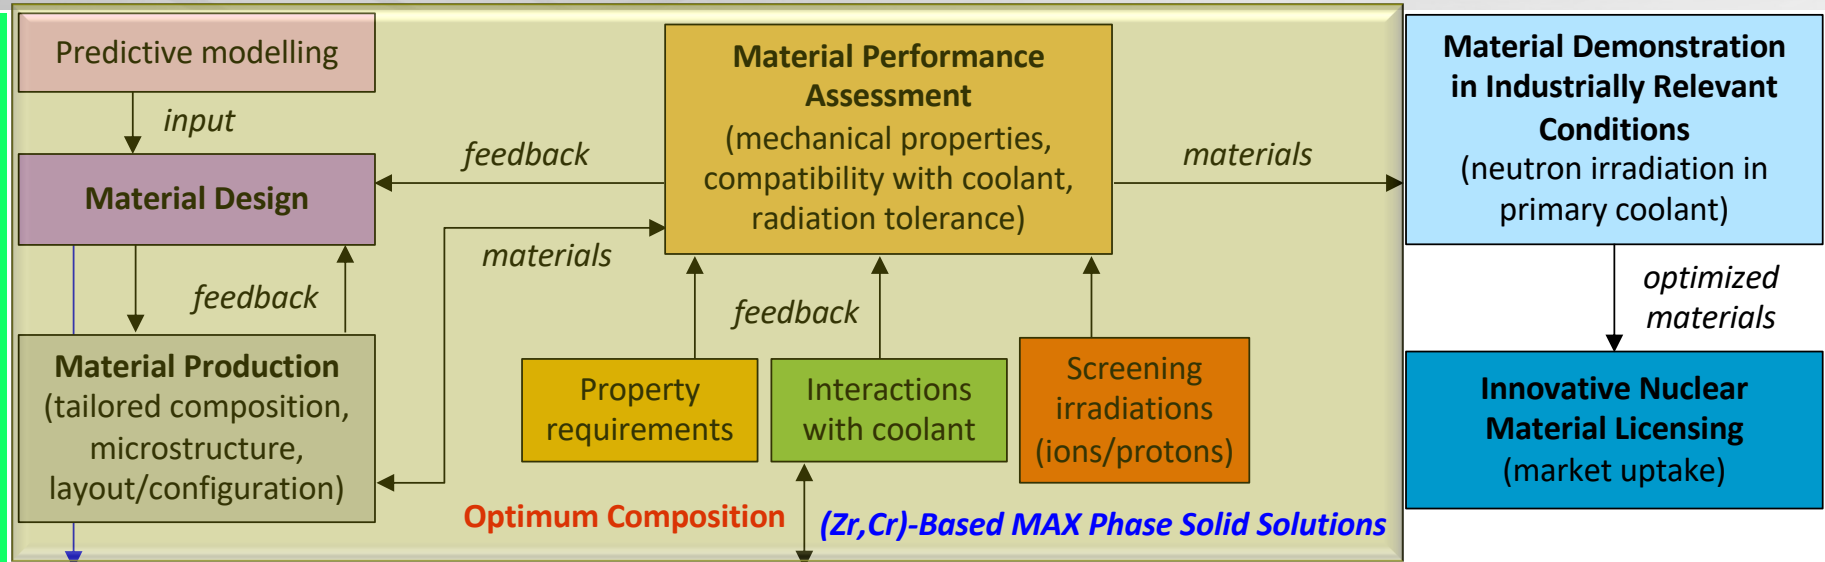 Predictive modelling
input
Material Design
feedback
Material Production
(tailored composition,
microstructure,
layout/configuration)
feedback
materials
Material Performance
Assessment
(mechanical properties,
compatibility with coolant,
radiation tolerance)
feedback
Property
requirements
Interactions
with coolant
Screening
irradiations
(ions/protons)
Optimum Composition
(Zr,Cr)-Based MAX Phase Solid Solutions
materials
Material Demonstration
in Industrially Relevant
Conditions
(neutron irradiation in
primary coolant)
optimized
materials
Innovative Nuclear
Material Licensing
(market uptake)